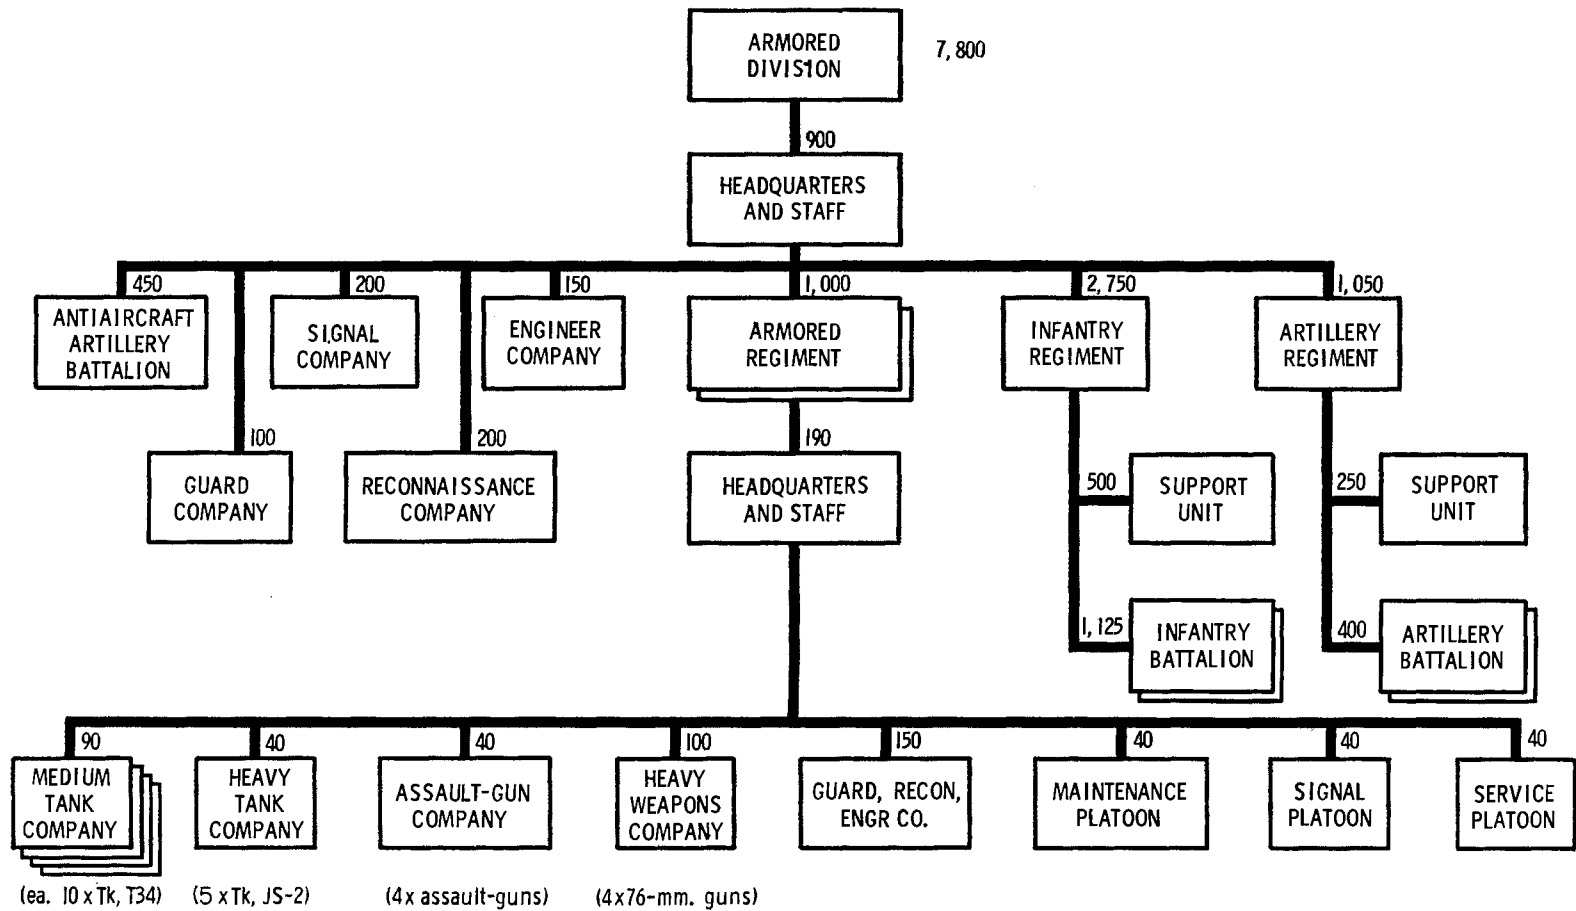 ARMORED
DIVISION
7,800
900
HEADQUARTERS
AND STAFF
450
ANTIAIRCRAFT
ARTILLERY
BATTALION
200
SIGNAL
COMPANY
150
ENGINEER
COMPANY
1,000
ARMORED
REGIMENT
2,750
INFANTRY
REGIMENT
1,050
ARTILLERY
REGIMENT
100
GUARD
COMPANY
200
RECONNAISSANCE
COMPANY
190
HEADQUARTERS
AND STAFF
500
SUPPORT
UNIT
250
SUPPORT
UNIT
1,125
INFANTRY
BATTALION
400
ARTILLERY
BATTALION
90
MEDIUM
TANK
COMPANY
(ea. 10 x Tk, T34)
40
HEAVY
TANK
COMPANY
(5 x Tk, JS-2)
40
ASSAULT-GUN
COMPANY
(4 x assault-guns)
100
HEAVY
WEAPONS
COMPANY
(4x76-mm. guns)
150
GUARD, RECON,
ENGR CO.
40
MAINTENANCE
PLATOON
40
SIGNAL
PLATOON
40
SERVICE
PLATOON